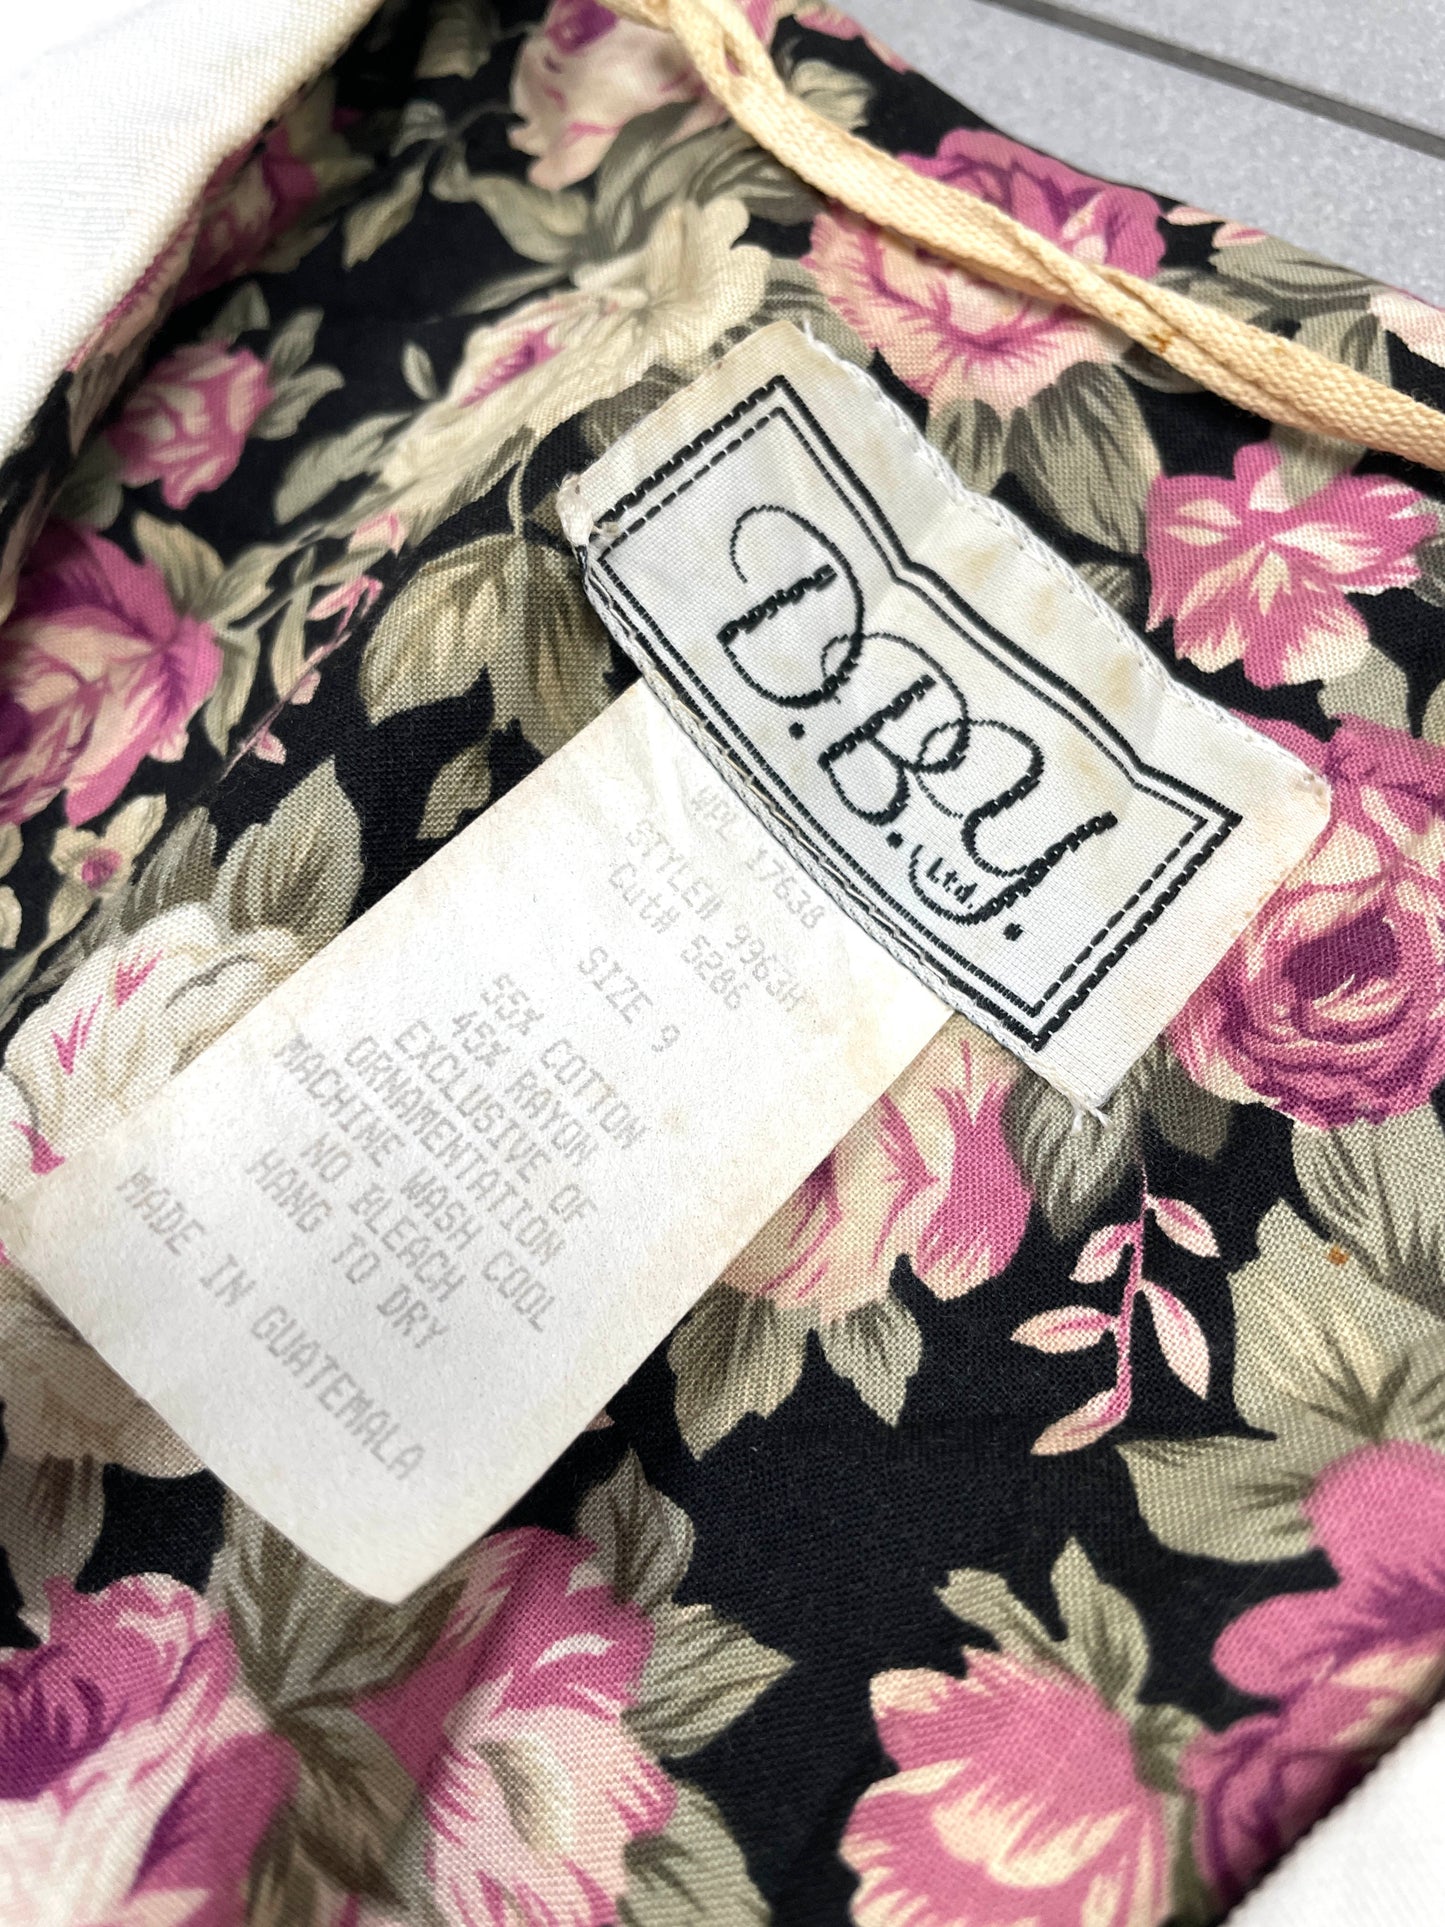 D.B.Y.
Ltd.
WPL 17638
STYLE# 9963H
Cut# 5286
SIZE 9
55% COTTON
45% RAYON
EXCLUSIVE OF
ORNAMENTATION
MACHINE WASH COOL
NO BLEACH
HANG TO DRY
MADE IN GUATEMALA